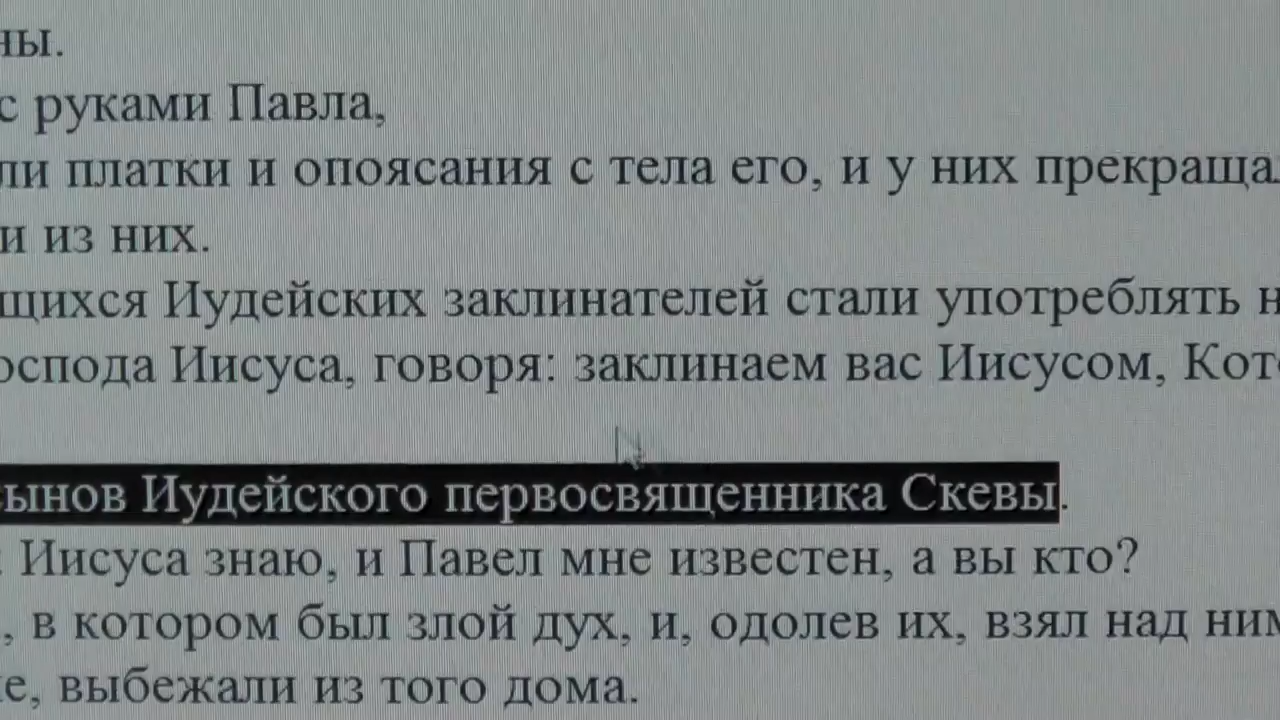 ны.
с руками Павла,
ли платки и опоясания с тела его, и у них прекраща
и из них.
щихся Иудейских заклинателей стали употреблять н
оспода Иисуса, говоря: заклинаем вас Иисусом, Кот
сынов Иудейского первосвященника Скевы.
: Иисуса знаю, и Павел мне известен, а вы кто?
, в котором был злой дух, и, одолев их, взял над ним
е, выбежали из того дома.